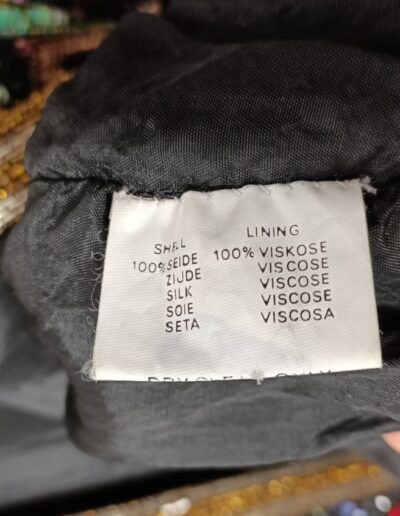 SHELL
100% SEIDE
ZIJDE
SILK
SOIE
SETA
LINING
100% VISKOSE
VISCOSE
VISCOSE
VISCOSE
VISCOSA